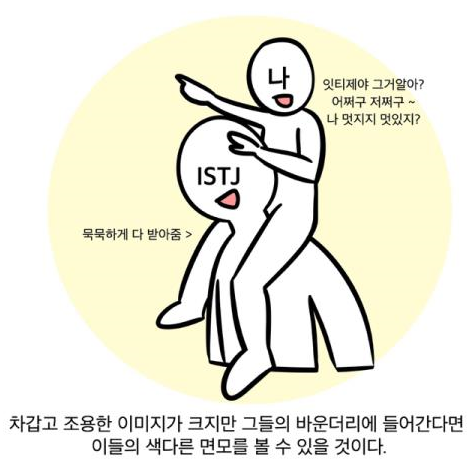 나
잇티제야 그거알아?
어쩌구 저쩌구 ~
나 멋지지 멋있지?
ISTJ
묵묵하게 다 받아줌 >
차갑고 조용한 이미지가 크지만 그들의 바운더리에 들어간다면
이들의 색다른 면모를 볼 수 있을 것이다.